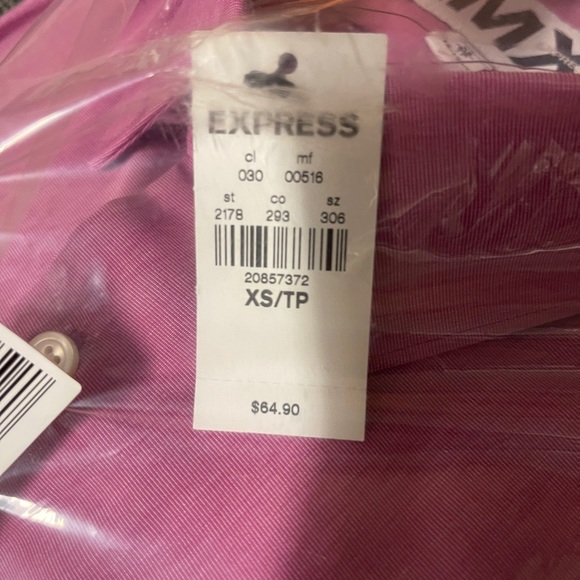 EXPRESS
cl mf
030 00516
st co sz
2178 293 306
20857372
XS/TP
$64.90